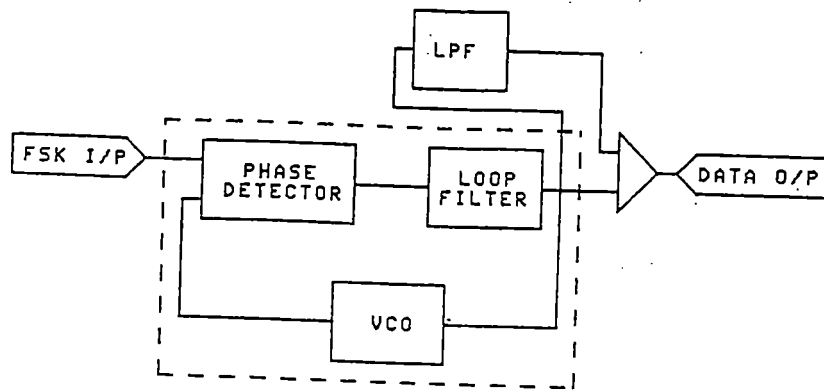 LPF
FSK I/P
PHASE
DETECTOR
LOOP
FILTER
DATA O/P
VCO